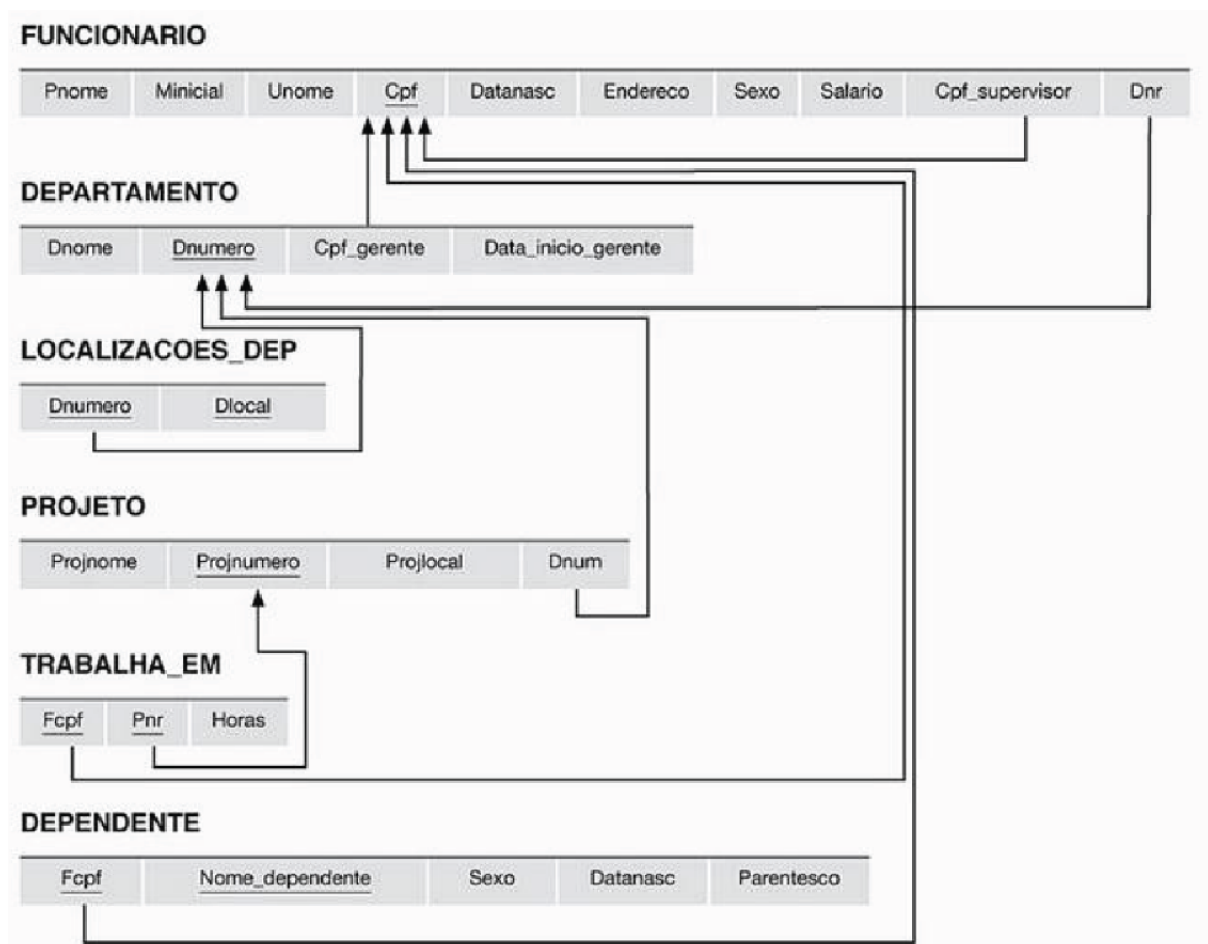 FUNCIONARIO
Pnome Minicial Unome Cpf Datanasc Endereco Sexo Salario Cpf_supervisor Dnr
DEPARTAMENTO
Dnome Dnumero Cpf_gerente Data_inicio_gerente
LOCALIZACOES_DEP
Dnumero Dlocal
PROJETO
Projnome Projnumero Projlocal Dnum
TRABALHA_EM
Fcpf Pnr Horas
DEPENDENTE
Fcpf Nome_dependente Sexo Datanasc Parentesco